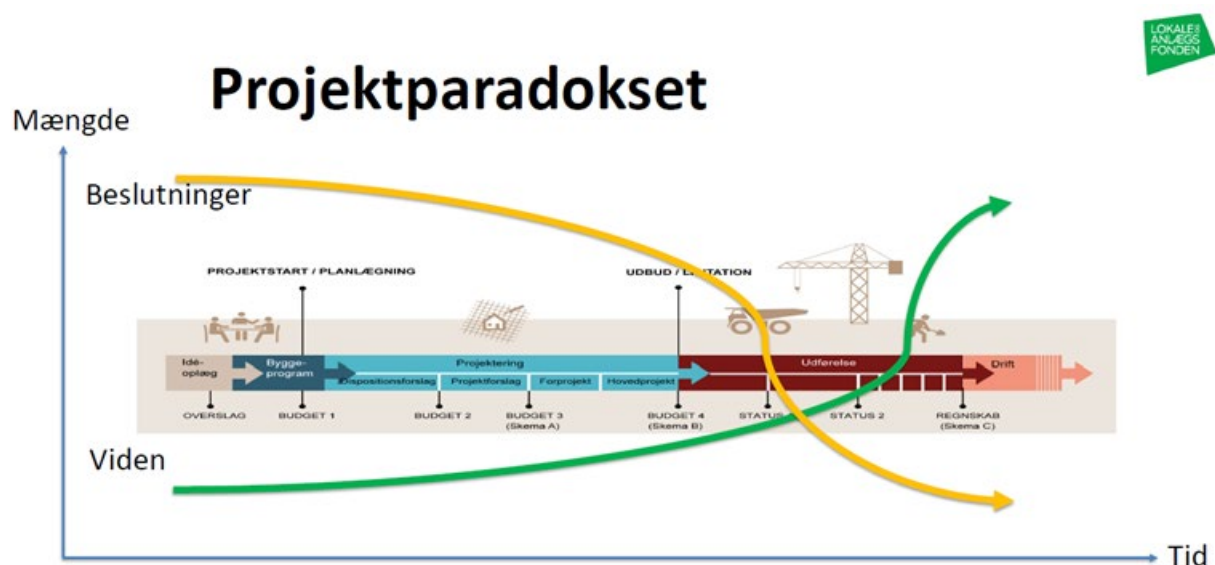 LOKALE OG
ANLÆGS
FONDEN
Projektparadokset
Mængde
Beslutninger
PROJEKTSTART / PLANLÆGNING
UDBUD /
Idé-
oplæg
Bygge-
program
Projektering
Dispositionsforslag
Projektforslag
Forprojekt
Hovedprojekt
Udførelse
Drift
OVERSLAG
BUDGET 1
BUDGET 2
BUDGET 3
(Skema A)
BUDGET 4
(Skema B)
STATUS
STATUS 2
REGNSKAB
(Skema C)
Viden
Tid